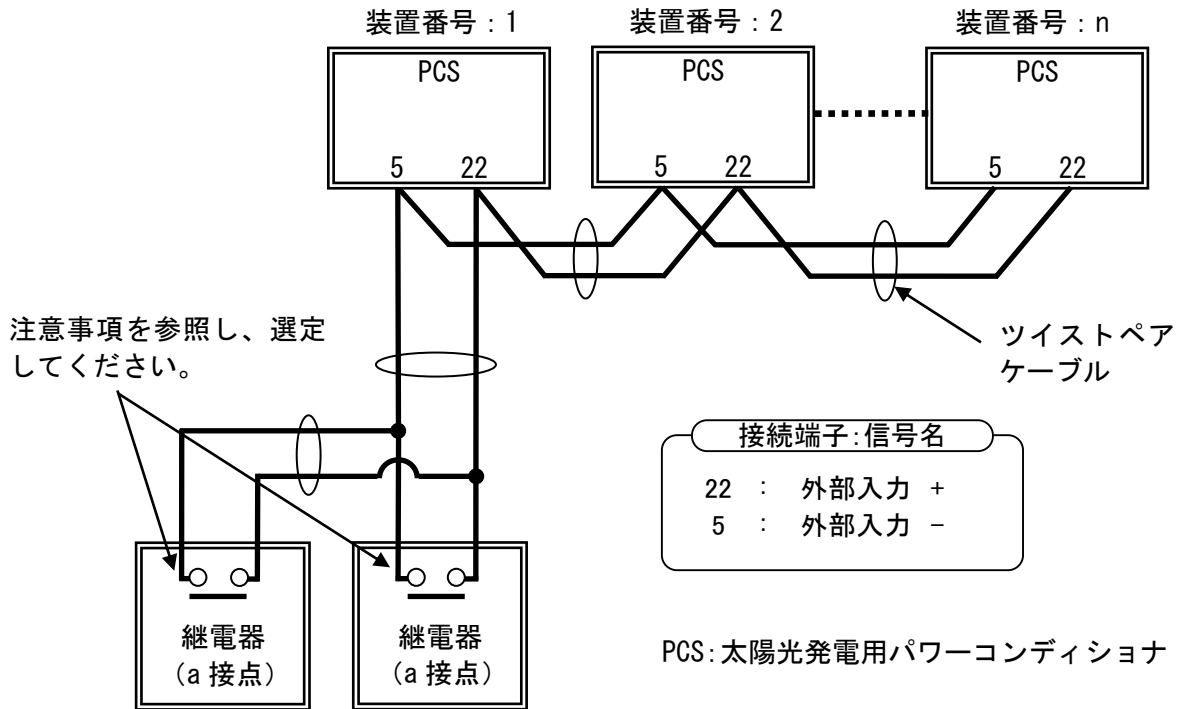 装置番号：1
装置番号：2
装置番号：n
PCS
PCS
PCS
5 22
5 22
5 22
注意事項を参照し、選定
してください。
ツイストペア
ケーブル
接続端子：信号名
22 ： 外部入力 +
5 ： 外部入力 −
継電器
（a 接点）
継電器
（a 接点）
PCS：太陽光発電用パワーコンディショナ